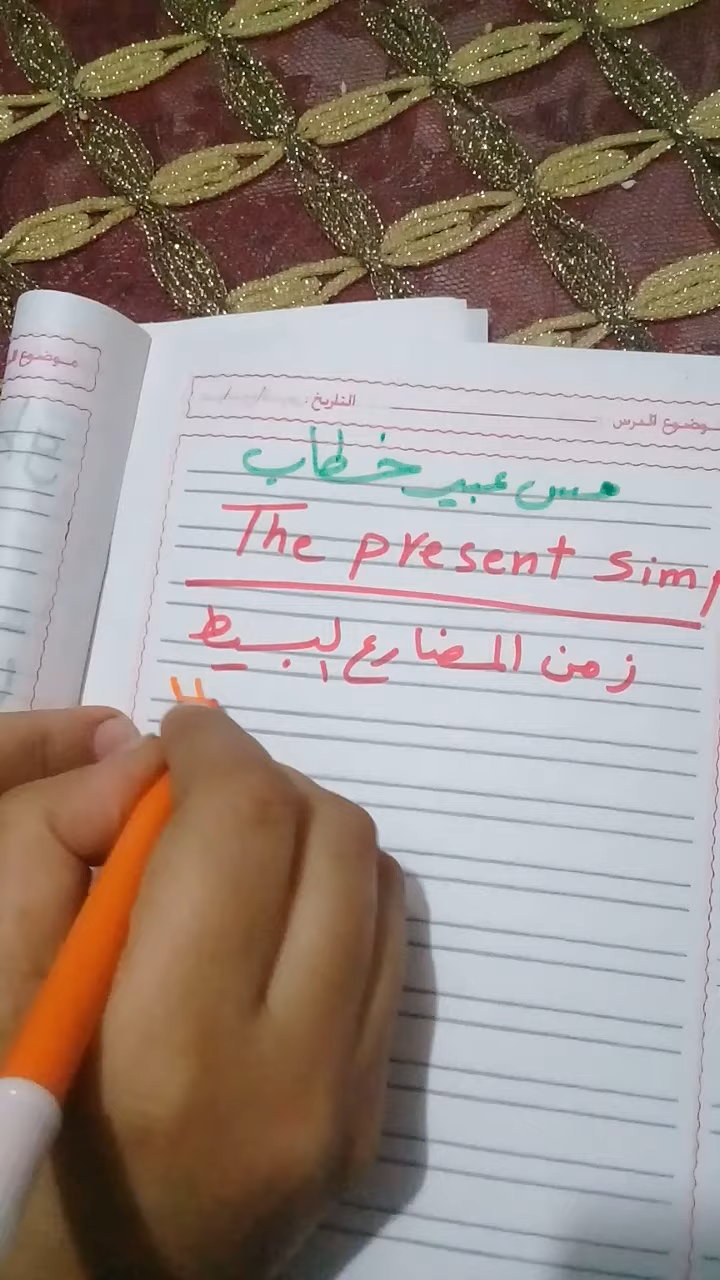 موضوع الدرس التاريخ: / /
مس عبير خطاب
The present Simp
زمن المضارع البسيط